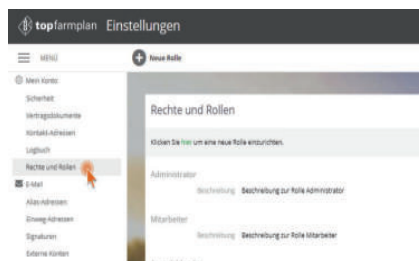 topfarmplan Einstellungen
MENÜ
Neue Rolle
Mein Konto
Sicherheit
Vertragsdokumente
Kontakt-Adressen
Logbuch
Rechte und Rollen
E-Mail
Alias-Adressen
Einweg-Adressen
Signaturen
Externe Konten
Rechte und Rollen
Klicken Sie hier um eine neue Rolle einzurichten.
Administrator
Beschreibung Beschreibung zur Rolle Administrator
Mitarbeiter
Beschreibung Beschreibung zur Rolle Mitarbeiter